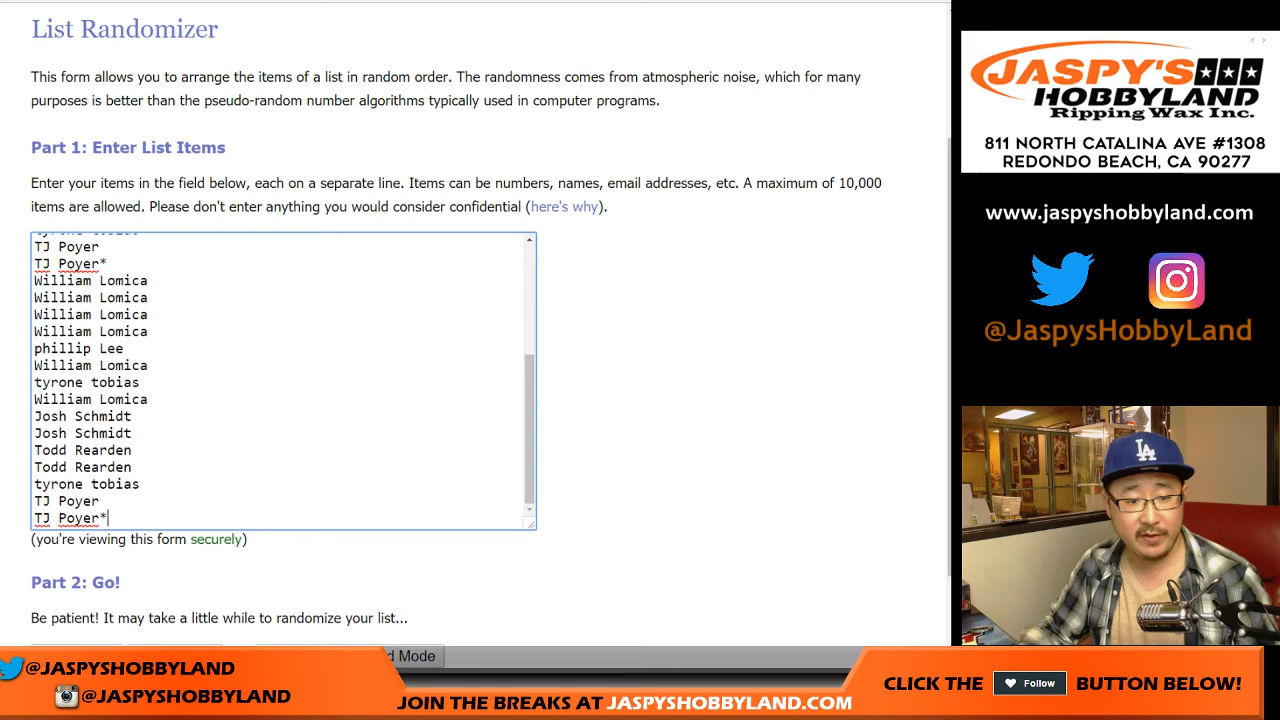 List Randomizer
This form allows you to arrange the items of a list in random order. The randomness comes from atmospheric noise, which for many
purposes is better than the pseudo-random number algorithms typically used in computer programs.
Part 1: Enter List Items
Enter your items in the field below, each on a separate line. Items can be numbers, names, email addresses, etc. A maximum of 10,000
items are allowed. Please don't enter anything you would consider confidential (here's why).
tyrone tobias
TJ Poyer
TJ Poyer*
William Lomica
William Lomica
William Lomica
William Lomica
phillip Lee
William Lomica
tyrone tobias
William Lomica
Josh Schmidt
Josh Schmidt
Todd Rearden
Todd Rearden
tyrone tobias
TJ Poyer
TJ Poyer*
(you're viewing this form securely)
Part 2: Go!
Be patient! It may take a little while to randomize your list...
d Mode
JASPY'S
HOBBYLAND
Ripping Wax Inc.
811 NORTH CATALINA AVE #1308
REDONDO BEACH, CA 90277
www.jaspyshobbyland.com
@JaspysHobbyLand
LA
@JASPYSHOBBYLAND
@JASPYSHOBBYLAND
JOIN THE BREAKS AT JASPYSHOBBYLAND.COM
CLICK THE Follow BUTTON BELOW!